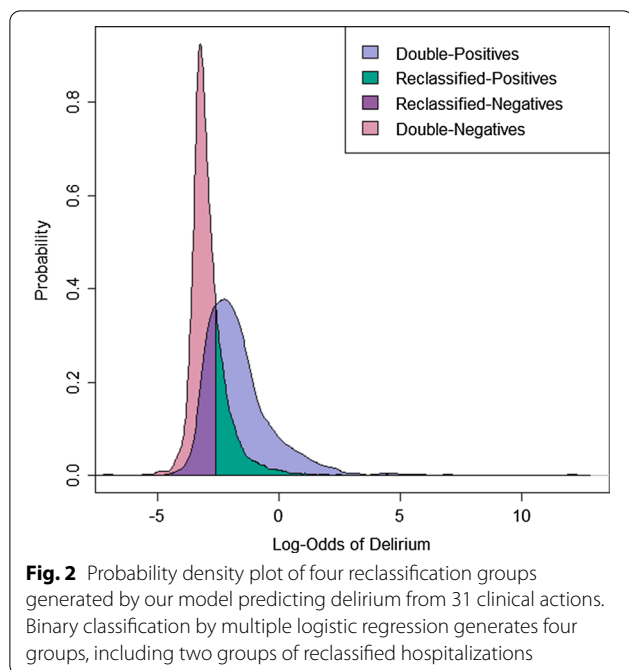 Double-Positives
Reclassified-Positives
Reclassified-Negatives
Double-Negatives
Probability
0.8
0.6
0.4
0.2
0.0
-5 0 5 10
Log-Odds of Delirium
Fig. 2 Probability density plot of four reclassification groups
generated by our model predicting delirium from 31 clinical actions.
Binary classification by multiple logistic regression generates four
groups, including two groups of reclassified hospitalizations